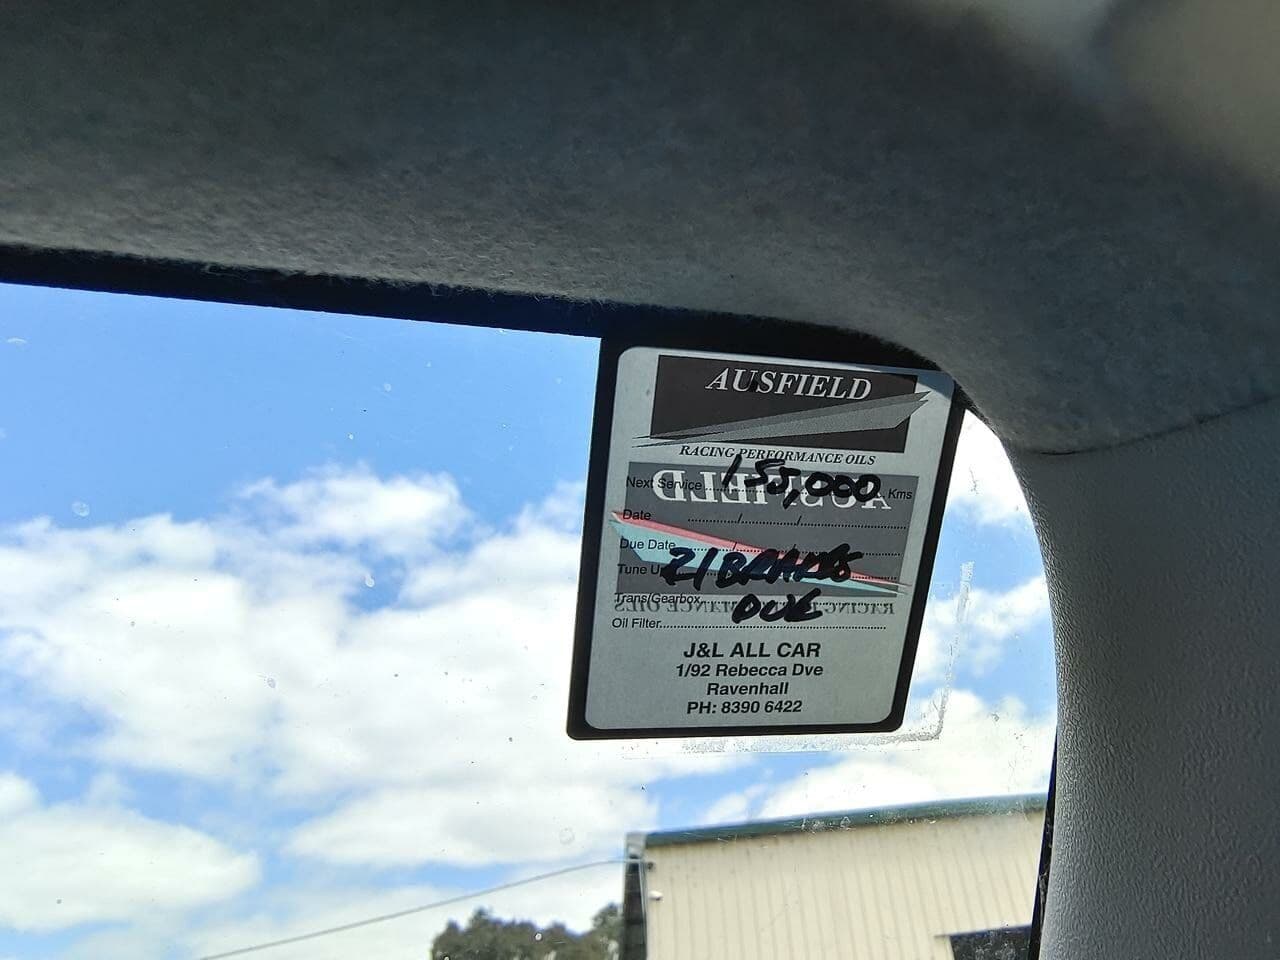 AUSFIELD
RACING PERFORMANCE OILS
Next Service 155,000 Kms
Date / /
Due Date / /
Tune Up BRAKES
Trans/Gearbox DUE
Oil Filter
J&L ALL CAR
1/92 Rebecca Dve
Ravenhall
PH: 8390 6422